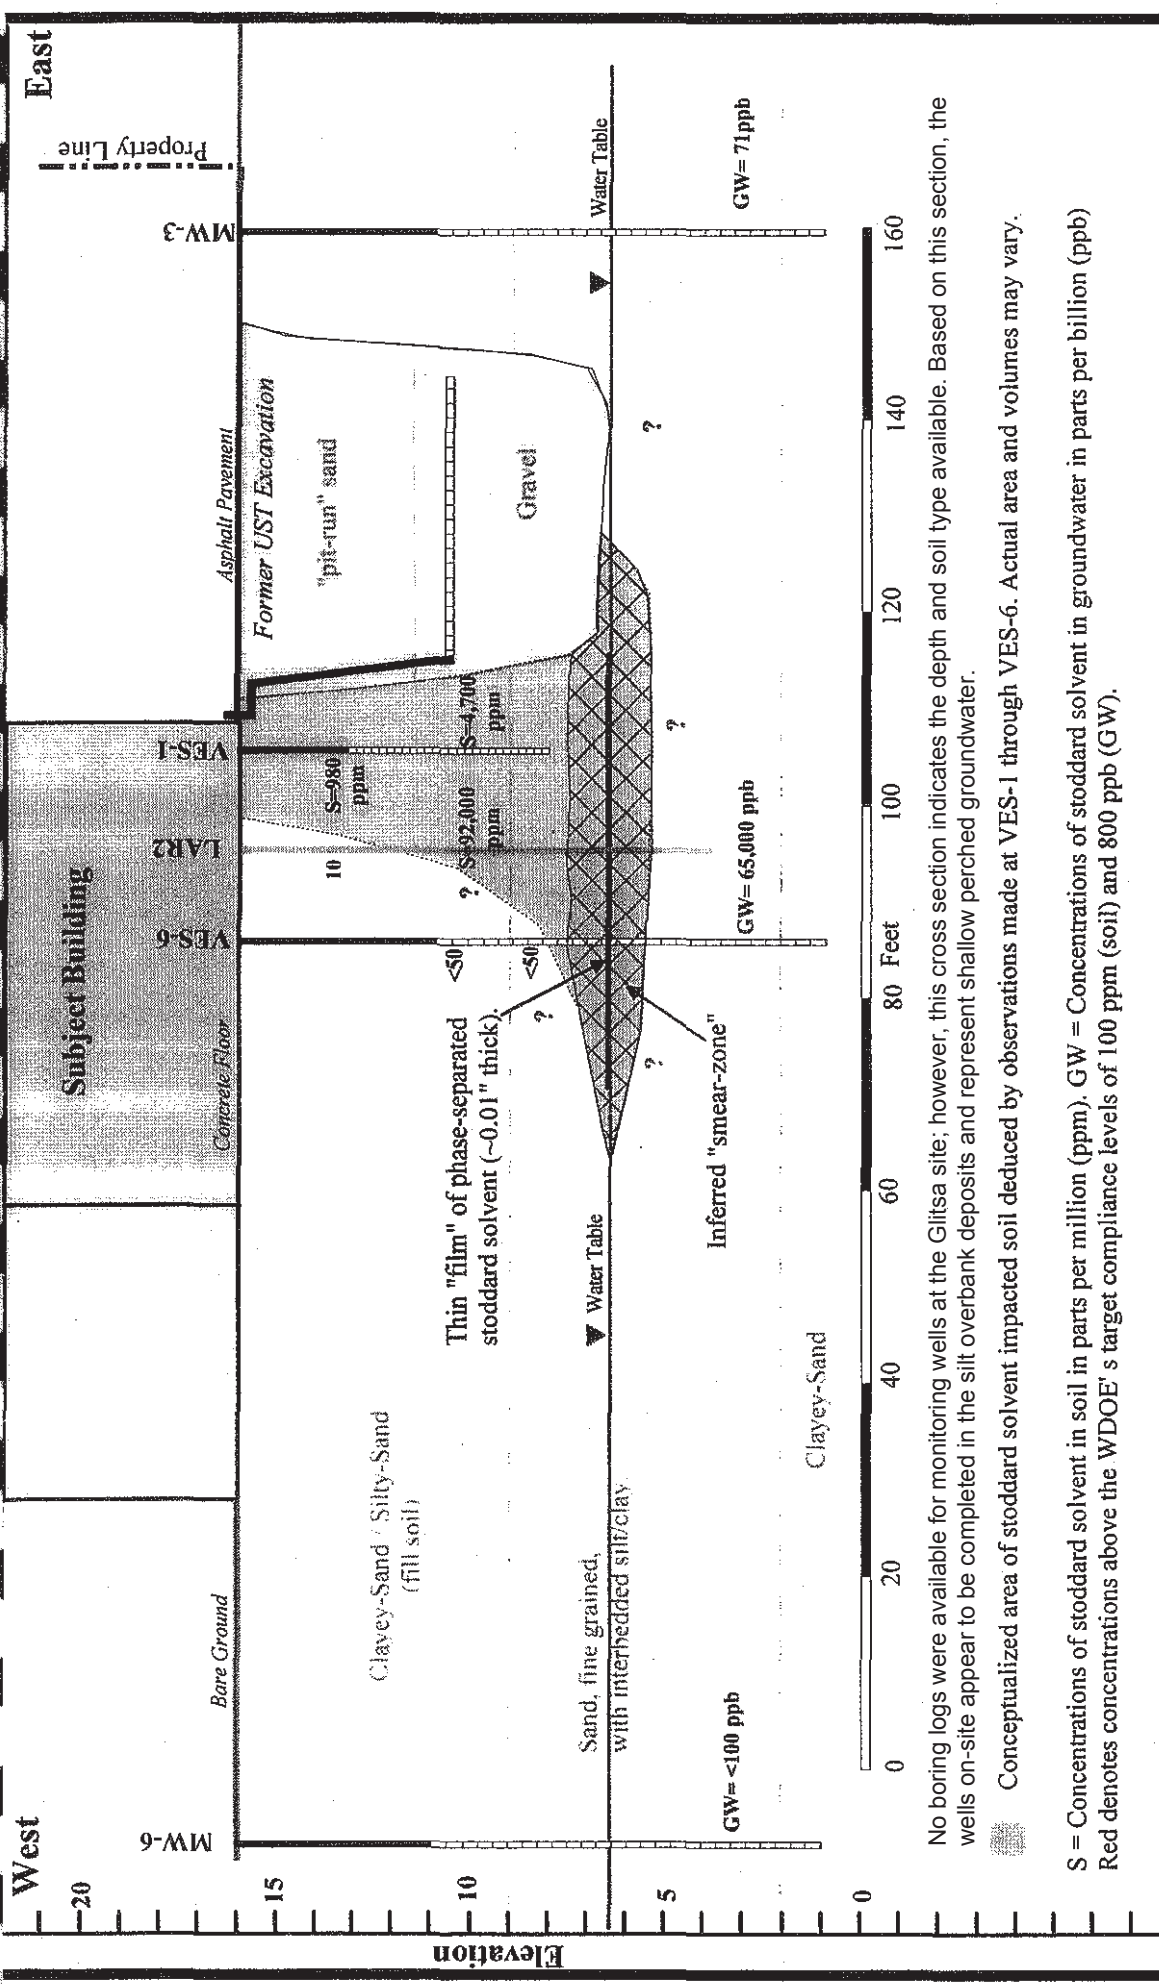 West
East
Subject Building
Property Line
MW-6
VES-6
LAR2
VES-1
MW-3
Bare Ground
Concrete Floor
Asphalt Pavement
Former UST Excavation
"pit-run" sand
Gravel
Elevation
20
15
10
5
0
Clayey-Sand / Silty-Sand
(fill soil)
Thin "film" of phase-separated
stoddard solvent (~0.01" thick).
<50
<50
10
S=980
ppm
S=92,000
ppm
S=4,700
ppm
?
?
?
?
?
Sand, fine grained,
with interbedded silt/clay
Water Table
Water Table
Inferred "smear-zone"
GW= <100 ppb
GW= 65,000 ppb
GW= 71ppb
Clayey-Sand
0
20
40
60
80
Feet
100
120
140
160
No boring logs were available for monitoring wells at the Glitsa site; however, this cross section indicates the depth and soil type available. Based on this section, the
wells on-site appear to be completed in the silt overbank deposits and represent shallow perched groundwater.
Conceptualized area of stoddard solvent impacted soil deduced by observations made at VES-1 through VES-6. Actual area and volumes may vary.
S = Concentrations of stoddard solvent in soil in parts per million (ppm). GW = Concentrations of stoddard solvent in groundwater in parts per billion (ppb)
Red denotes concentrations above the WDOE's target compliance levels of 100 ppm (soil) and 800 ppb (GW).